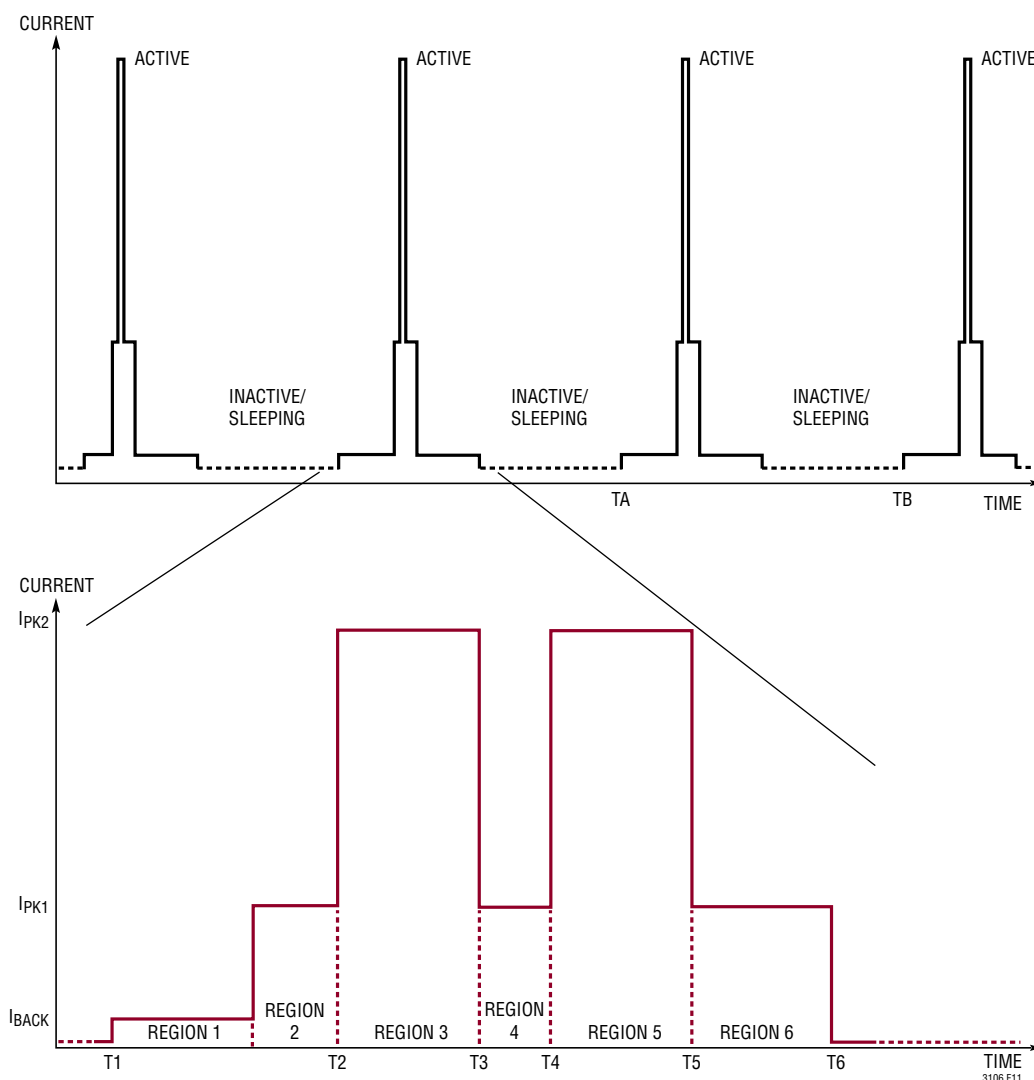 CURRENT
ACTIVE
ACTIVE
ACTIVE
ACTIVE
INACTIVE/
SLEEPING
INACTIVE/
SLEEPING
INACTIVE/
SLEEPING
TA
TB
TIME
CURRENT
IPK2
IPK1
IBACK
REGION 1
REGION
2
REGION 3
REGION
4
REGION 5
REGION 6
T1
T2
T3
T4
T5
T6
TIME
3106 F11